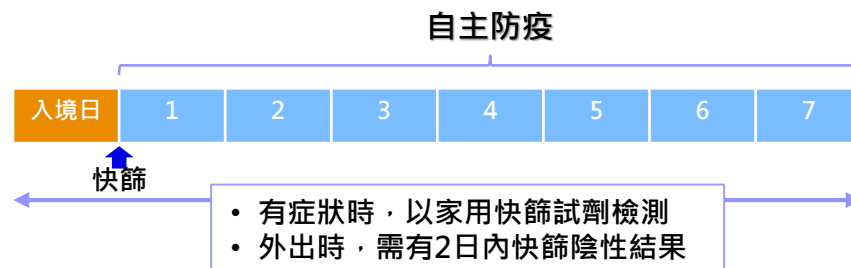 自主防疫
入境日 1 2 3 4 5 6 7
快篩
• 有症狀時，以家用快篩試劑檢測
• 外出時，需有2日內快篩陰性結果